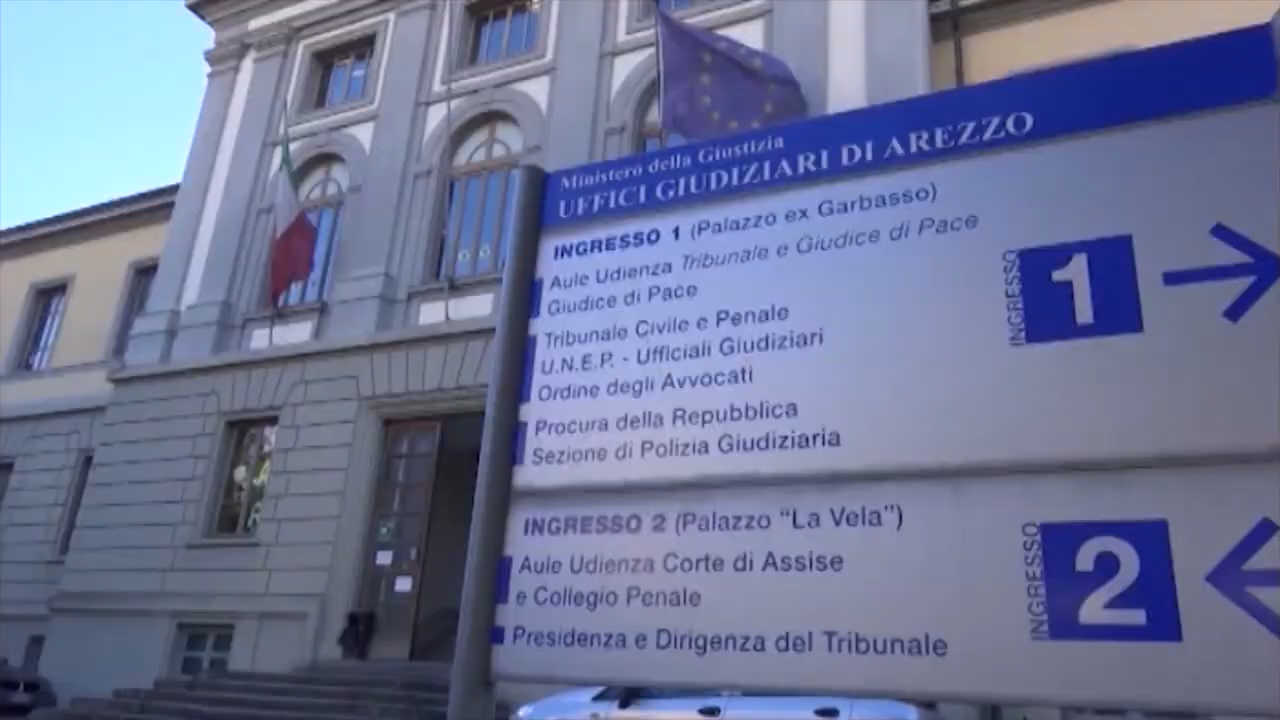 Ministero della Giustizia
UFFICI GIUDIZIARI DI AREZZO
INGRESSO 1 (Palazzo ex Garbasso)
Aule Udienza Tribunale e Giudice di Pace
Giudice di Pace
Tribunale Civile e Penale
U.N.E.P. - Ufficiali Giudiziari
Ordine degli Avvocati
Procura della Repubblica
Sezione di Polizia Giudiziaria
INGRESSO 1
INGRESSO 2 (Palazzo "La Vela")
Aule Udienza Corte di Assise
e Collegio Penale
Presidenza e Dirigenza del Tribunale
INGRESSO 2